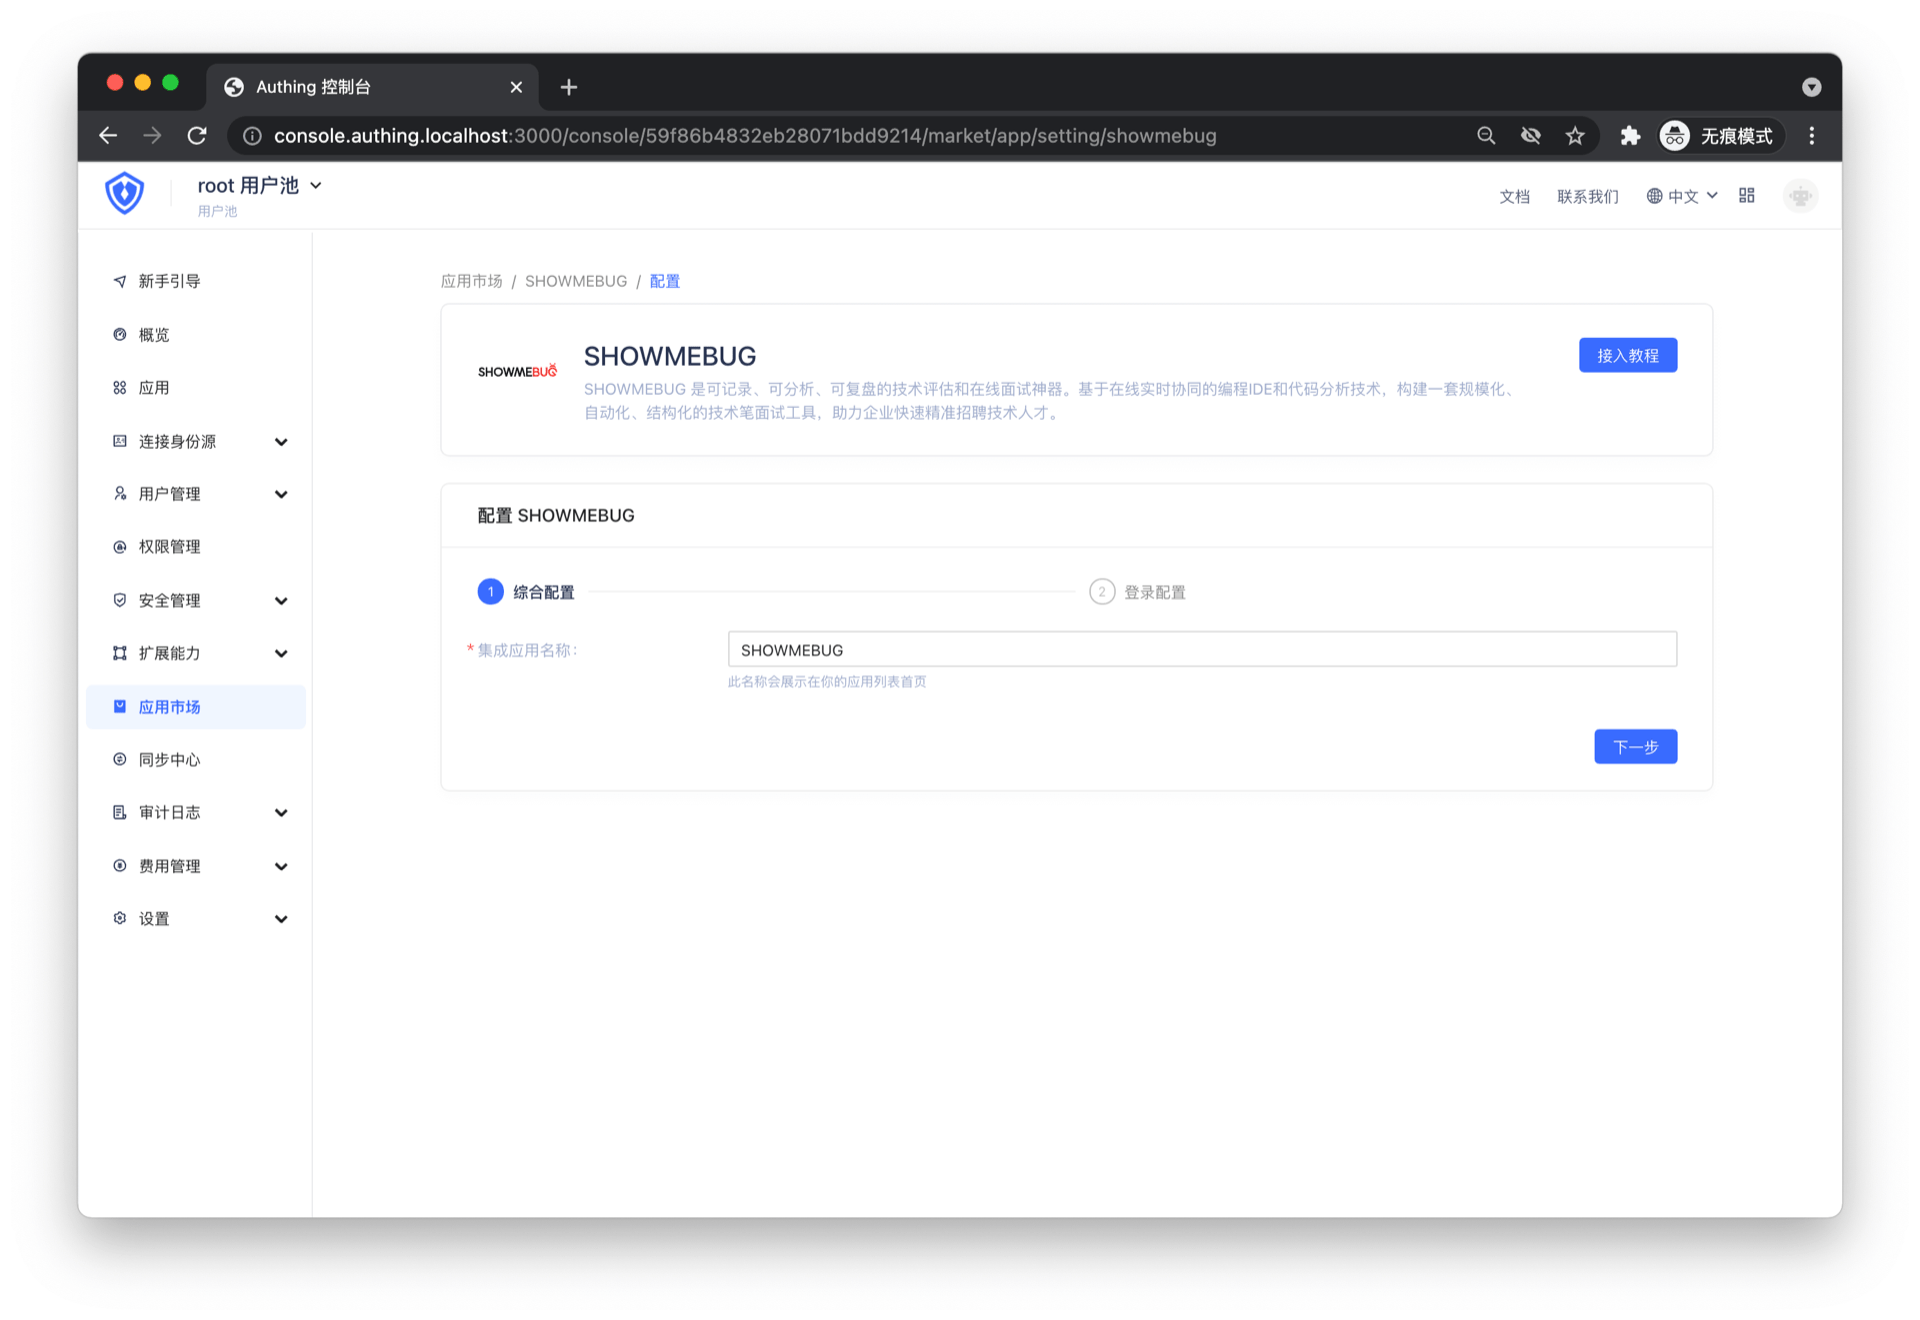 Authing 控制台
console.authing.localhost:3000/console/59f86b4832eb28071bdd9214/market/app/setting/showmebug
无痕模式
root 用户池
用户池
文档
联系我们
中文
新手引导
概览
应用
连接身份源
用户管理
权限管理
安全管理
扩展能力
应用市场
同步中心
审计日志
费用管理
设置
应用市场 / SHOWMEBUG / 配置
SHOWMEBUG
SHOWMEBUG
接入教程
SHOWMEBUG 是可记录、可分析、可复盘的技术评估和在线面试神器。基于在线实时协同的编程IDE和代码分析技术，构建一套规模化、
自动化、结构化的技术笔面试工具，助力企业快速精准招聘技术人才。
配置 SHOWMEBUG
1 综合配置
2 登录配置
* 集成应用名称：
SHOWMEBUG
此名称会展示在你的应用列表首页
下一步